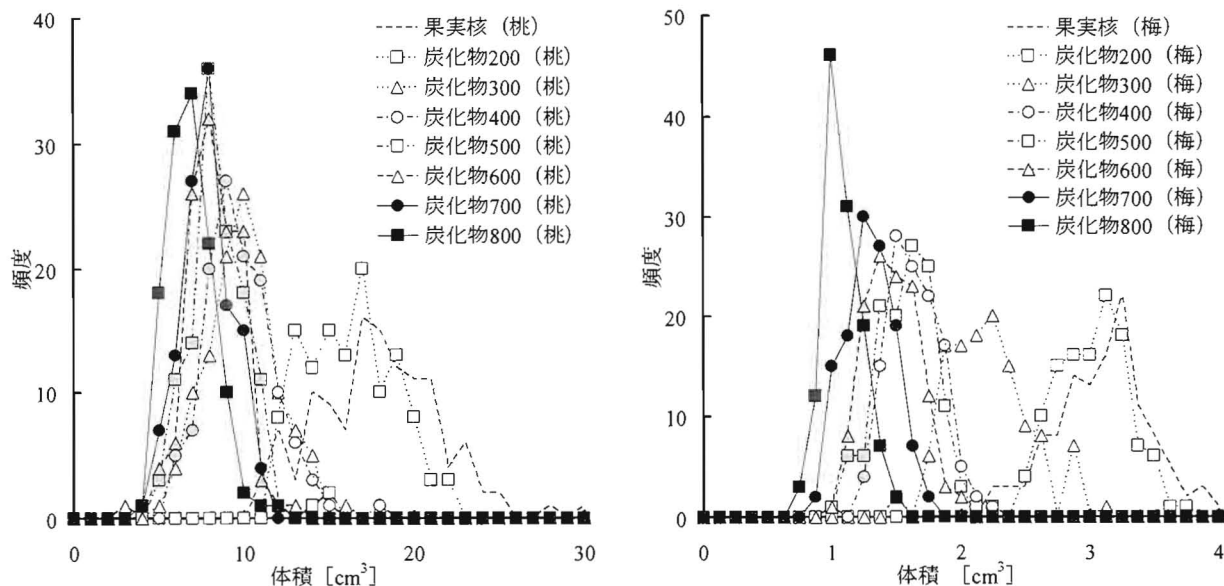 40
30
20
10
0
頻度
0
10
20
30
体積 [cm³]
果実核 (桃)
炭化物200 (桃)
炭化物300 (桃)
炭化物400 (桃)
炭化物500 (桃)
炭化物600 (桃)
炭化物700 (桃)
炭化物800 (桃)
50
40
30
20
10
0
頻度
0
1
2
3
4
体積 [cm³]
果実核 (梅)
炭化物200 (梅)
炭化物300 (梅)
炭化物400 (梅)
炭化物500 (梅)
炭化物600 (梅)
炭化物700 (梅)
炭化物800 (梅)